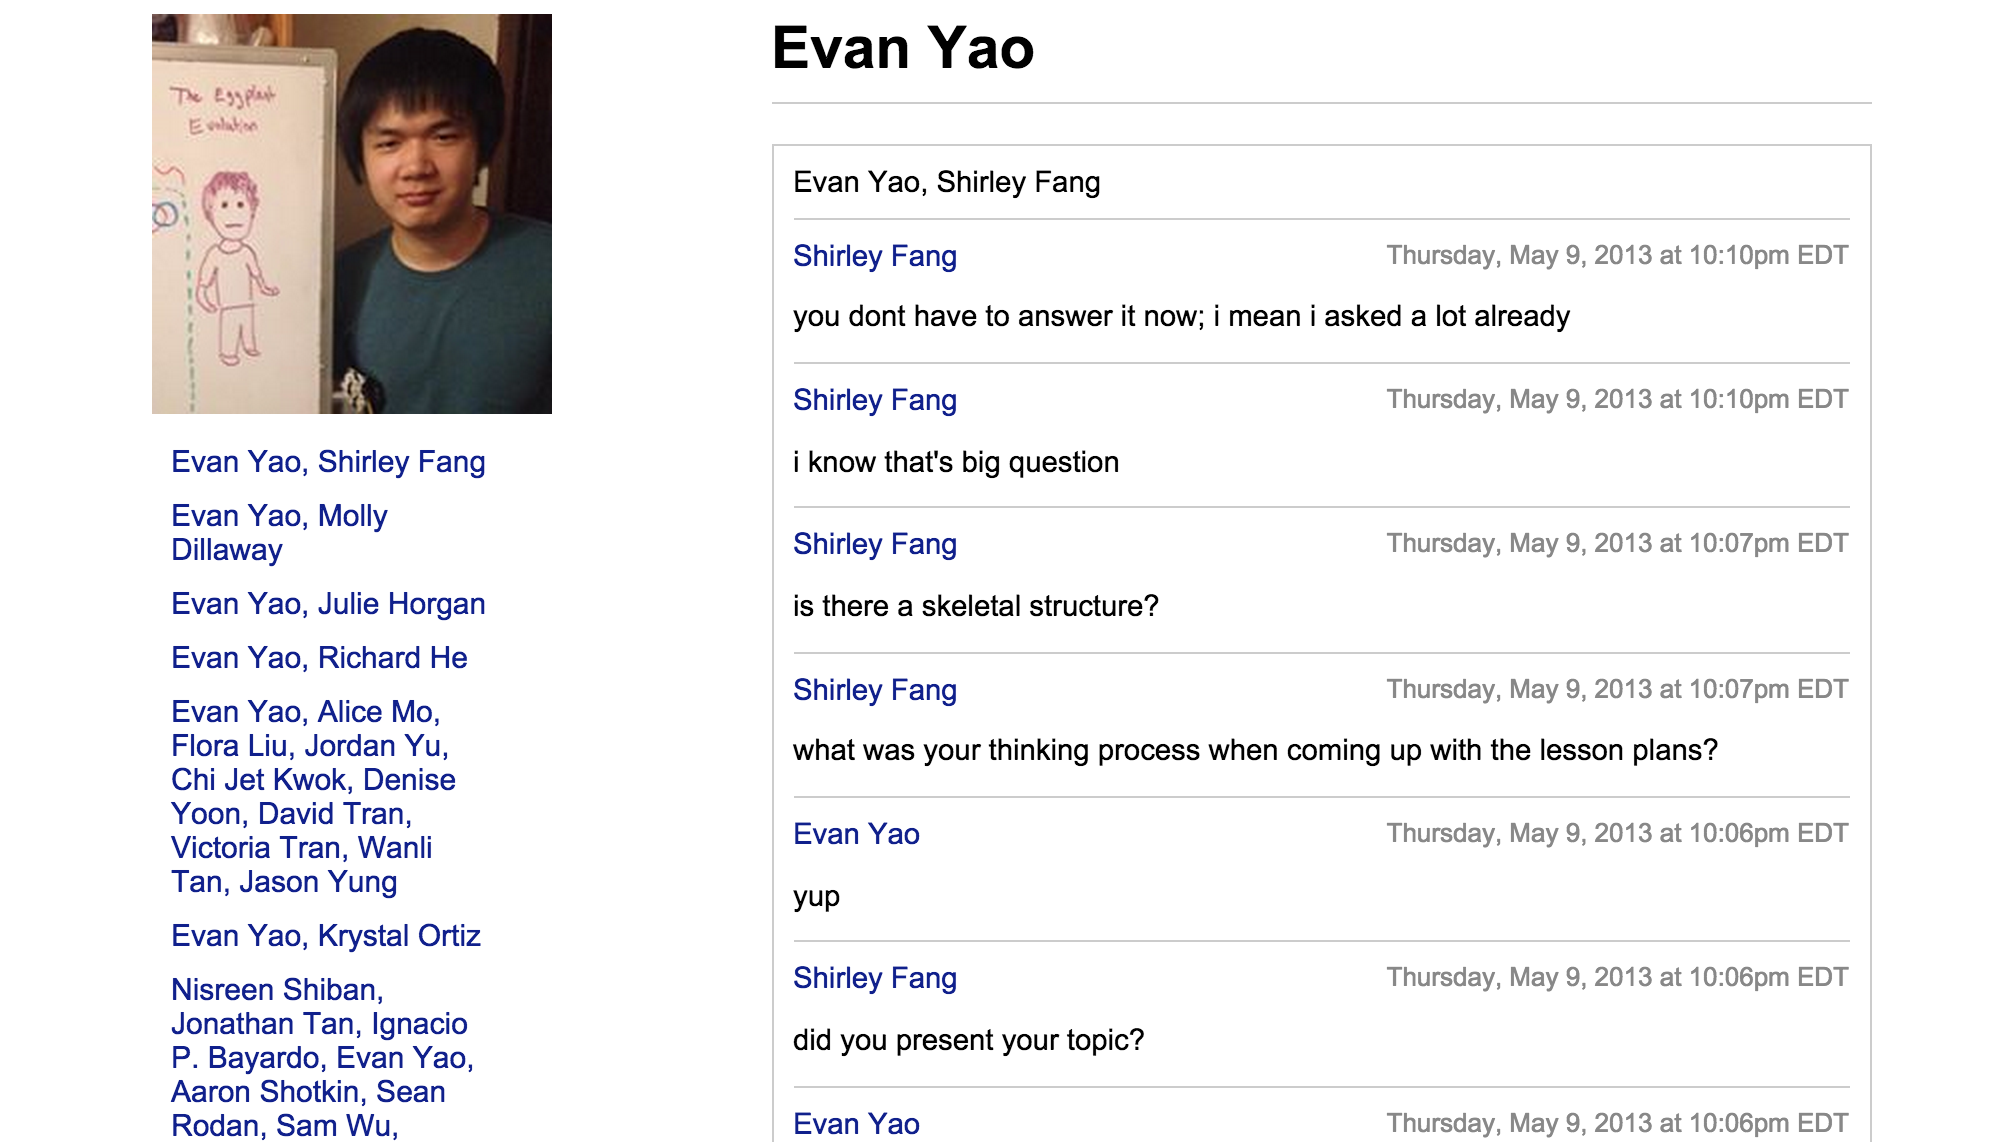 The Eggplant
Evolution
Evan Yao, Shirley Fang
Evan Yao, Molly
Dillaway
Evan Yao, Julie Horgan
Evan Yao, Richard He
Evan Yao, Alice Mo,
Flora Liu, Jordan Yu,
Chi Jet Kwok, Denise
Yoon, David Tran,
Victoria Tran, Wanli
Tan, Jason Yung
Evan Yao, Krystal Ortiz
Nisreen Shiban,
Jonathan Tan, Ignacio
P. Bayardo, Evan Yao,
Aaron Shotkin, Sean
Rodan, Sam Wu,
Evan Yao
Evan Yao, Shirley Fang
Shirley Fang Thursday, May 9, 2013 at 10:10pm EDT
you dont have to answer it now; i mean i asked a lot already
Shirley Fang Thursday, May 9, 2013 at 10:10pm EDT
i know that's big question
Shirley Fang Thursday, May 9, 2013 at 10:07pm EDT
is there a skeletal structure?
Shirley Fang Thursday, May 9, 2013 at 10:07pm EDT
what was your thinking process when coming up with the lesson plans?
Evan Yao Thursday, May 9, 2013 at 10:06pm EDT
yup
Shirley Fang Thursday, May 9, 2013 at 10:06pm EDT
did you present your topic?
Evan Yao Thursday, May 9, 2013 at 10:06pm EDT